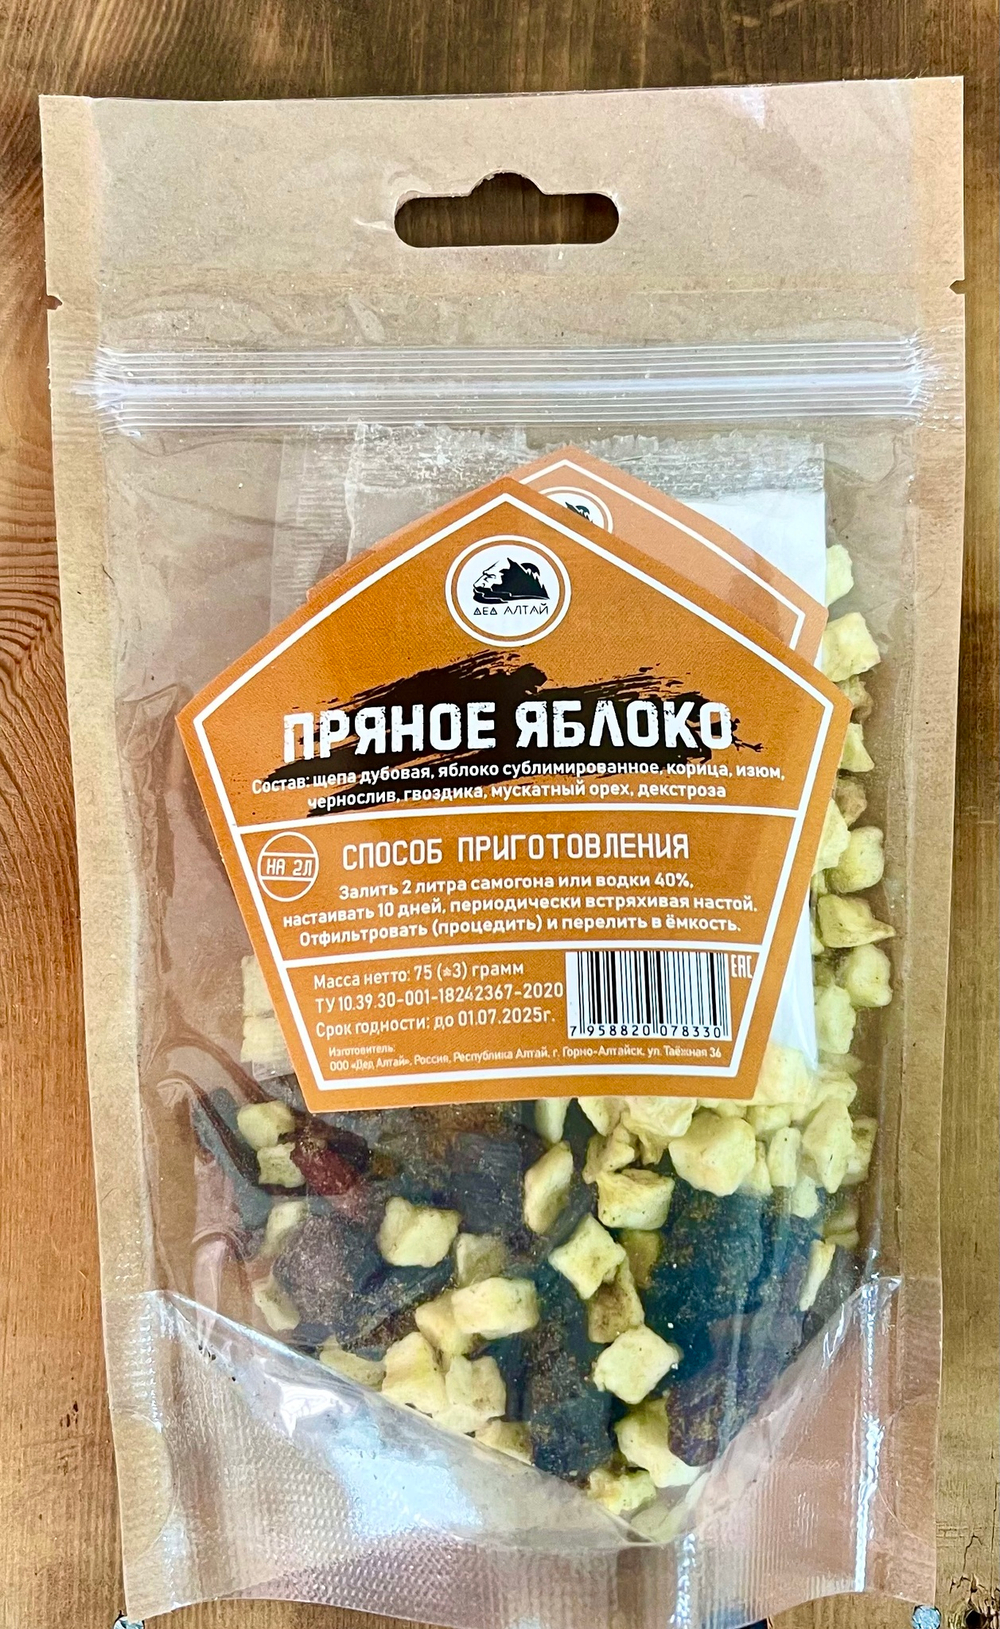 ДЕД АЛТАЙ
ПРЯНОЕ ЯБЛОКО
Состав: щепа дубовая, яблоко сублимированное, корица, изюм,
чернослив, гвоздика, мускатный орех, декстроза
НА 2Л
СПОСОБ ПРИГОТОВЛЕНИЯ
Залить 2 литра самогона или водки 40%,
настаивать 10 дней, периодически встряхивая настой.
Отфильтровать (процедить) и перелить в ёмкость.
Масса нетто: 75 (±3) грамм
ТУ 10.39.30-001-18242367-2020
Срок годности: до 01.07.2025г.
EAC
7 958820 078330
Изготовитель:
ООО «Дед Алтай», Россия, Республика Алтай, г. Горно-Алтайск, ул. Таёжная 36